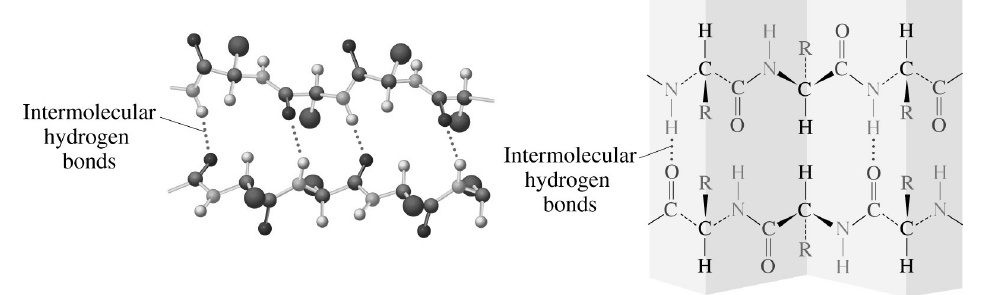 Intermolecular
hydrogen
bonds
Intermolecular
hydrogen
bonds
H H O H
R
C N C C
N C C N C
R R
H O H H O
O H H O H
R R
C N C C N
C C N C
R
H O H H